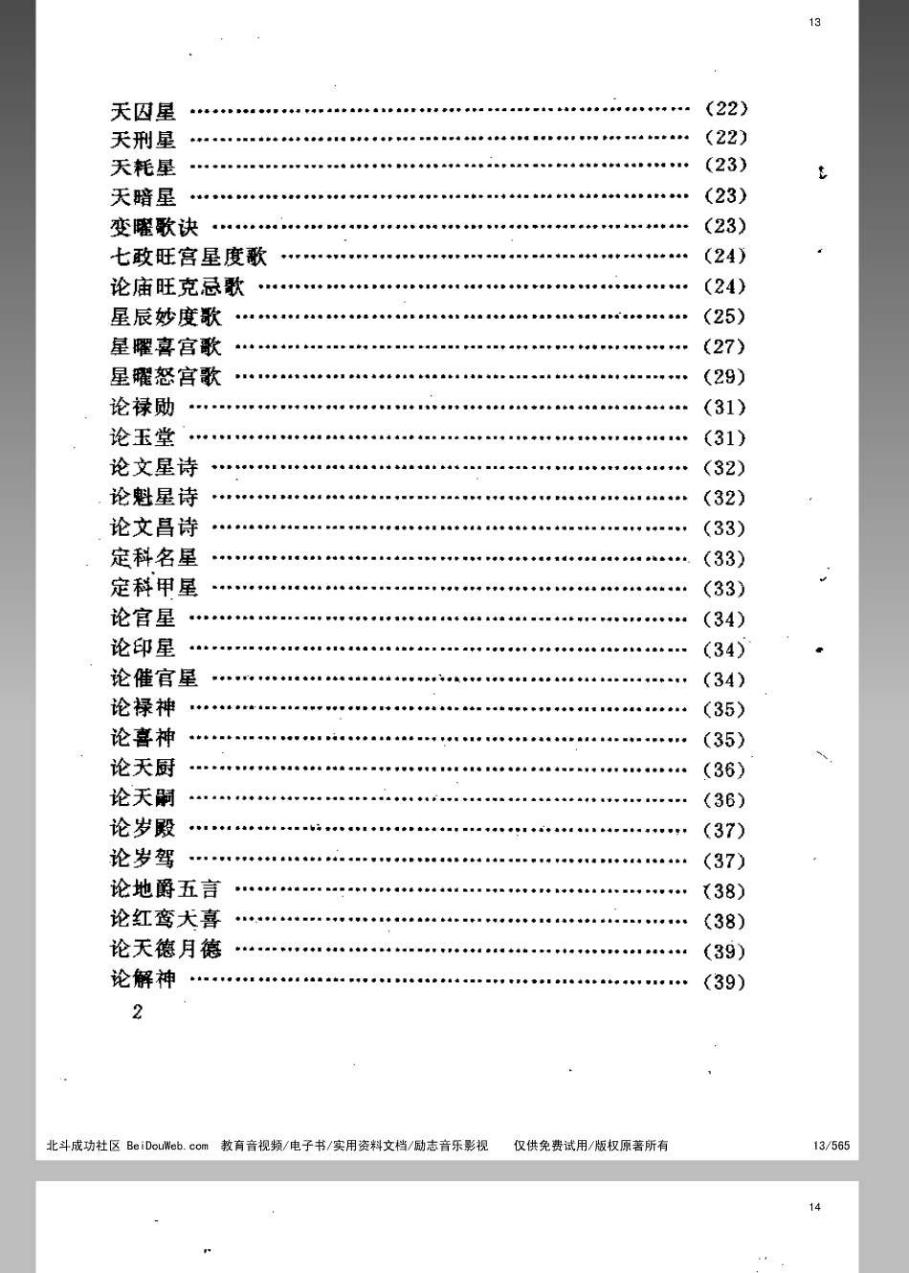 13
天囚星 ………………………………………………………… (22)
天刑星 ………………………………………………………… (22)
天耗星 ………………………………………………………… (23)
天暗星 ………………………………………………………… (23)
变曜歌诀 ……………………………………………………… (23)
七政旺宫星度歌 ……………………………………………… (24)
论庙旺克忌歌 ………………………………………………… (24)
星辰妙度歌 …………………………………………………… (25)
星曜喜宫歌 …………………………………………………… (27)
星曜怒宫歌 …………………………………………………… (29)
论禄勋 ………………………………………………………… (31)
论玉堂 ………………………………………………………… (31)
论文星诗 ……………………………………………………… (32)
论魁星诗 ……………………………………………………… (32)
论文昌诗 ……………………………………………………… (33)
定科名星 ……………………………………………………… (33)
定科甲星 ……………………………………………………… (33)
论官星 ………………………………………………………… (34)
论印星 ………………………………………………………… (34)
论催官星 ……………………………………………………… (34)
论禄神 ………………………………………………………… (35)
论喜神 ………………………………………………………… (35)
论天厨 ………………………………………………………… (36)
论天嗣 ………………………………………………………… (36)
论岁殿 ………………………………………………………… (37)
论岁驾 ………………………………………………………… (37)
论地爵五言 …………………………………………………… (38)
论红鸾天喜 …………………………………………………… (38)
论天德月德 …………………………………………………… (39)
论解神 ………………………………………………………… (39)
2
北斗成功社区 BeiDouWeb.com 教育音视频/电子书/实用资料文档/励志音乐影视 仅供免费试用/版权原著所有 13/565
14